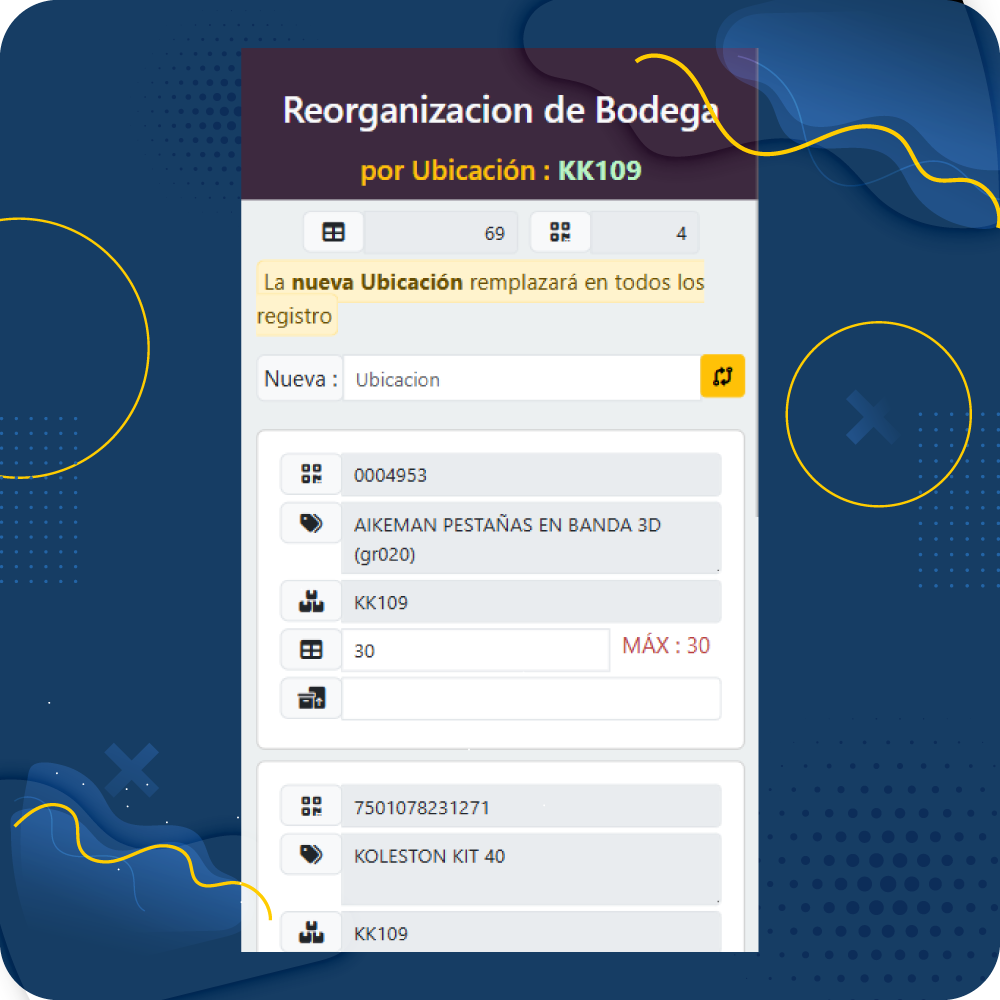 Reorganizacion de Bodega
por Ubicación : KK109
69 4
La nueva Ubicación remplazará en todos los
registro
Nueva : Ubicacion
0004953
AIKEMAN PESTAÑAS EN BANDA 3D
(gr020)
KK109
30 MÁX : 30
7501078231271
KOLESTON KIT 40
KK109